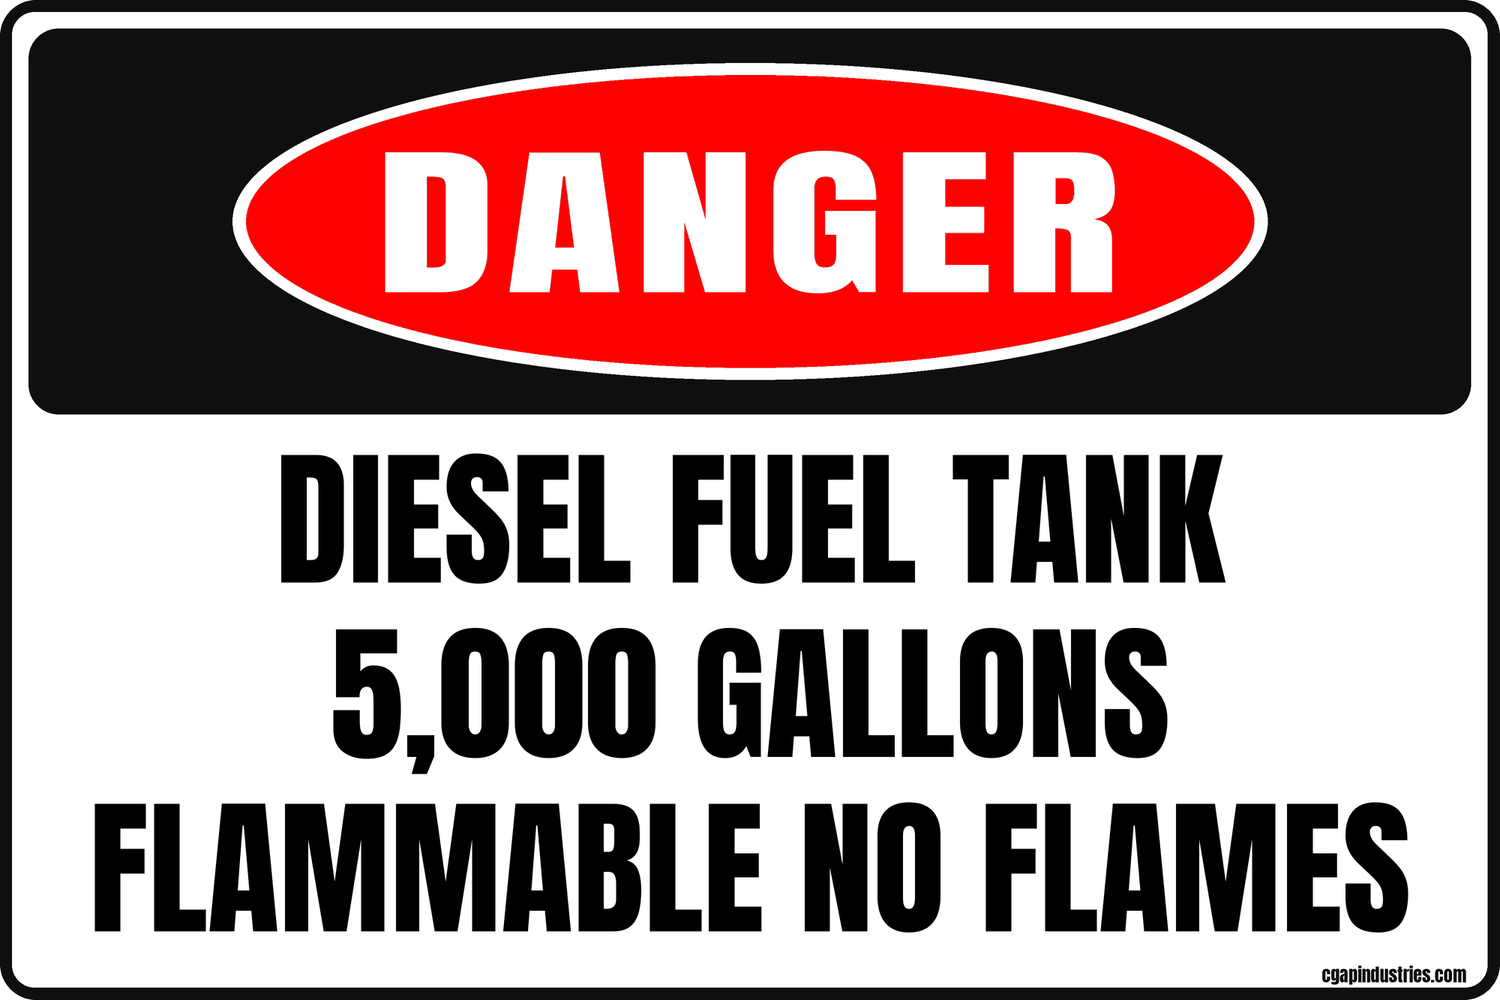 DANGER
DIESEL FUEL TANK
5,000 GALLONS
FLAMMABLE NO FLAMES
cgapindustries.com